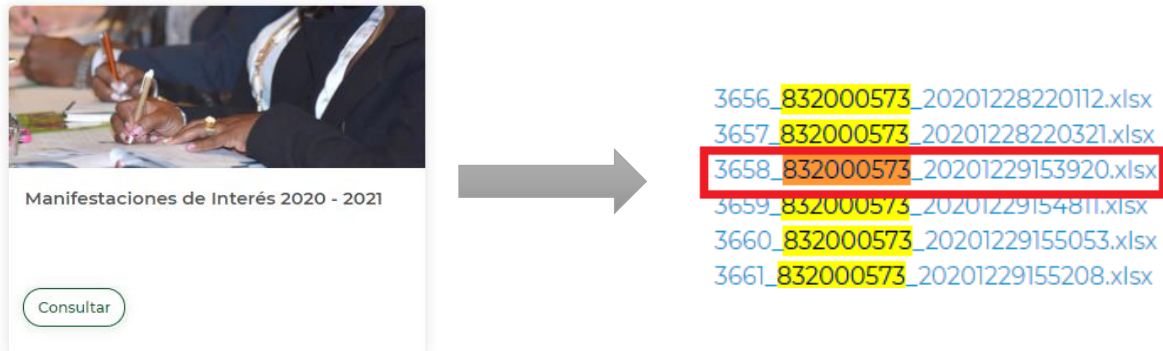 Manifestaciones de Interés 2020 - 2021
Consultar
3656_832000573_20201228220112.xlsx
3657_832000573_20201228220321.xlsx
3658_832000573_20201229153920.xlsx
3659_832000573_20201229154811.xlsx
3660_832000573_20201229155053.xlsx
3661_832000573_20201229155208.xlsx